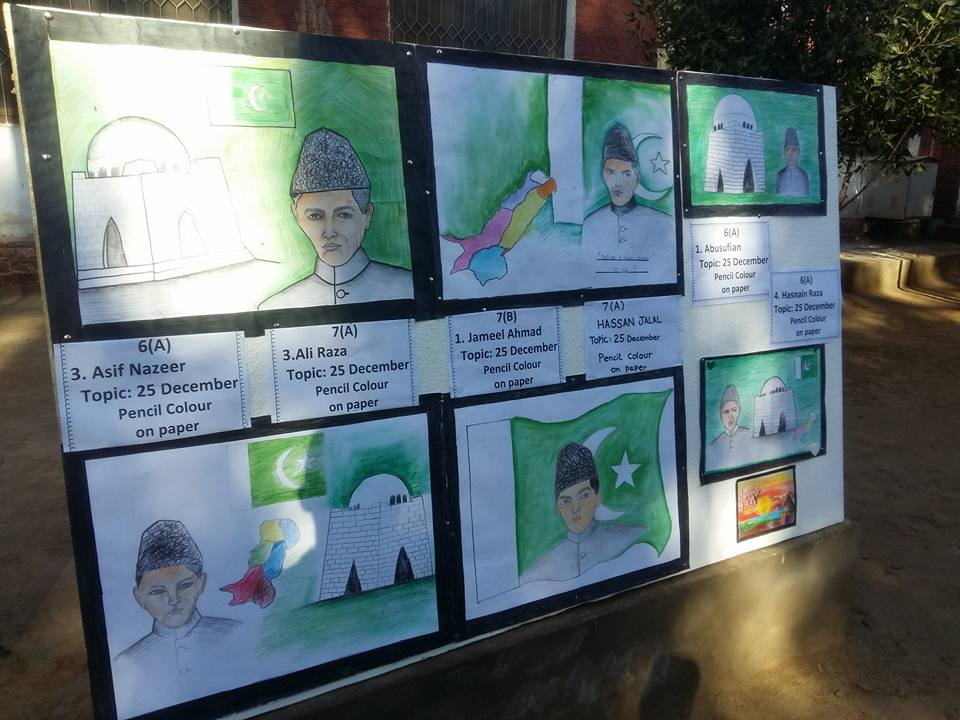 6(A)
3. Asif Nazeer
Topic: 25 December
Pencil Colour
on paper
7(A)
3.Ali Raza
Topic: 25 December
Pencil Colour
on paper
7(B)
1. Jameel Ahmad
Topic: 25 December
Pencil Colour
on paper
7(A)
HASSAN JALAL
Topic: 25 December
Pencil Colour
on paper
6(A)
1. Abusufian
Topic: 25 December
Pencil Colour
on paper
6(A)
4. Hasnain Raza
Topic: 25 December
Pencil Colour
on paper